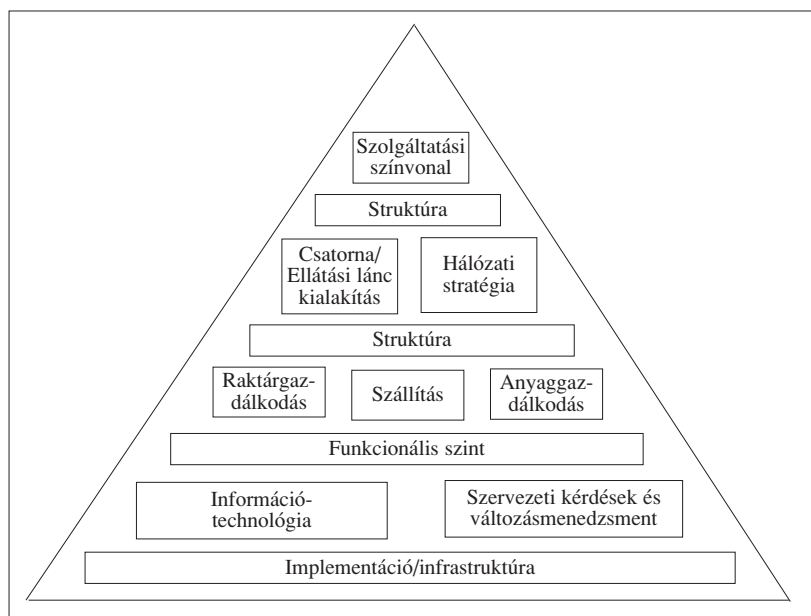 Szolgáltatási
színvonal
Struktúra
Csatorna/
Ellátási lánc
kialakítás
Hálózati
stratégia
Struktúra
Raktárgaz-
dálkodás
Szállítás
Anyaggaz-
dálkodás
Funkcionális szint
Információ-
technológia
Szervezeti kérdések és
változásmenedzsment
Implementáció/infrastruktúra